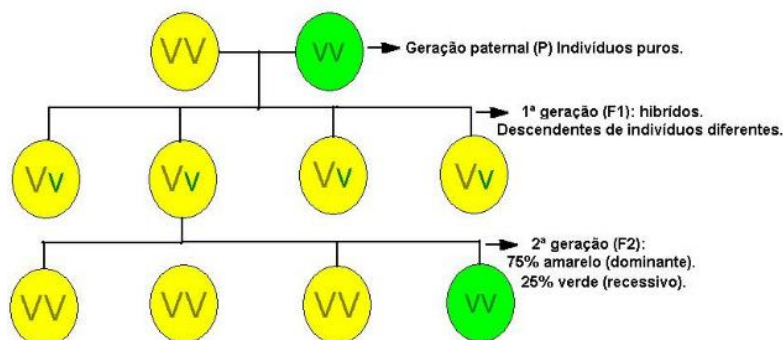 VV
vv
Geração paternal (P) Indivíduos puros.
1ª geração (F1): híbridos.
Descendentes de indivíduos diferentes.
Vv
Vv
Vv
Vv
2ª geração (F2):
75% amarelo (dominante).
25% verde (recessivo).
VV
VV
VV
vv